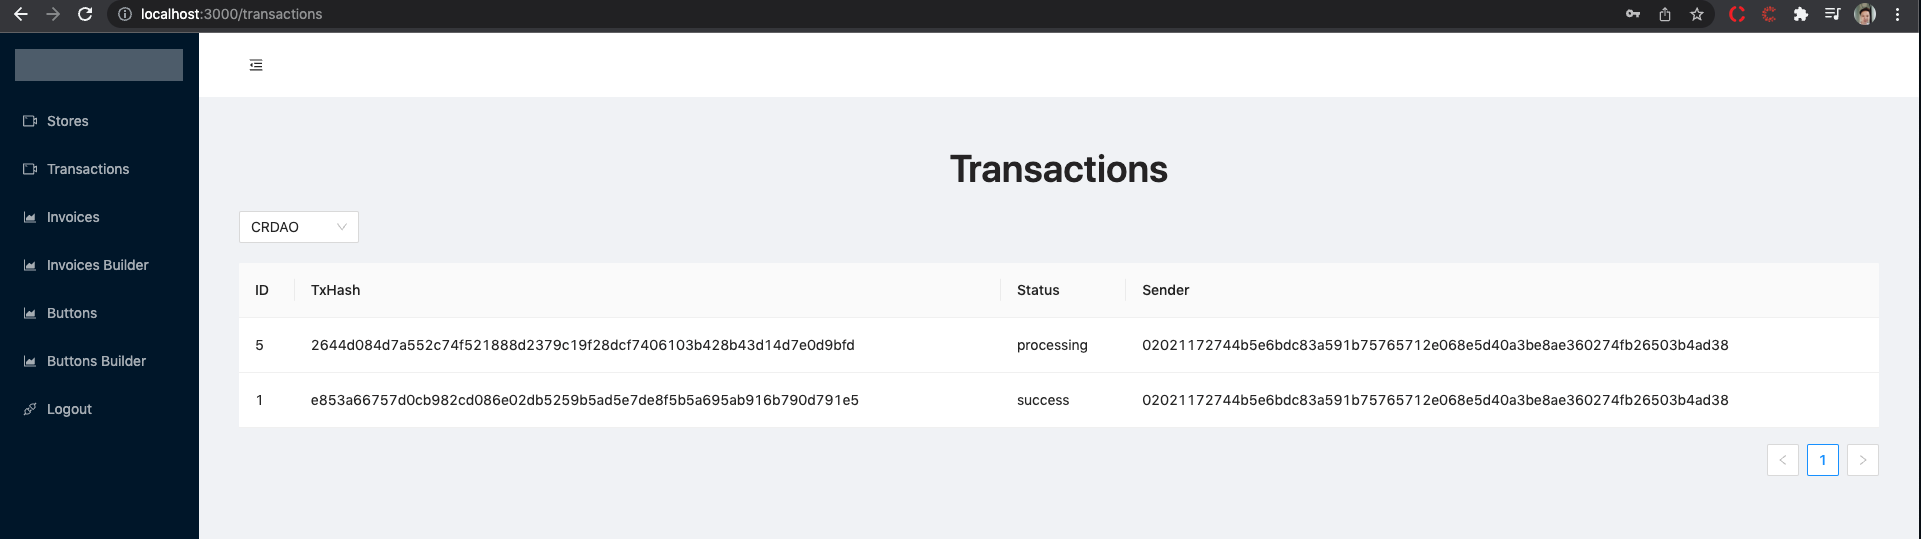 localhost:3000/transactions
Stores
Transactions
Invoices
Invoices Builder
Buttons
Buttons Builder
Logout
Transactions
CRDAO
ID TxHash Status Sender
5 2644d084d7a552c74f521888d2379c19f28dcf7406103b428b43d14d7e0d9bfd processing 02021172744b5e6bdc83a591b75765712e068e5d40a3be8ae360274fb26503b4ad38
1 e853a66757d0cb982cd086e02db5259b5ad5e7de8f5b5a695ab916b790d791e5 success 02021172744b5e6bdc83a591b75765712e068e5d40a3be8ae360274fb26503b4ad38
1